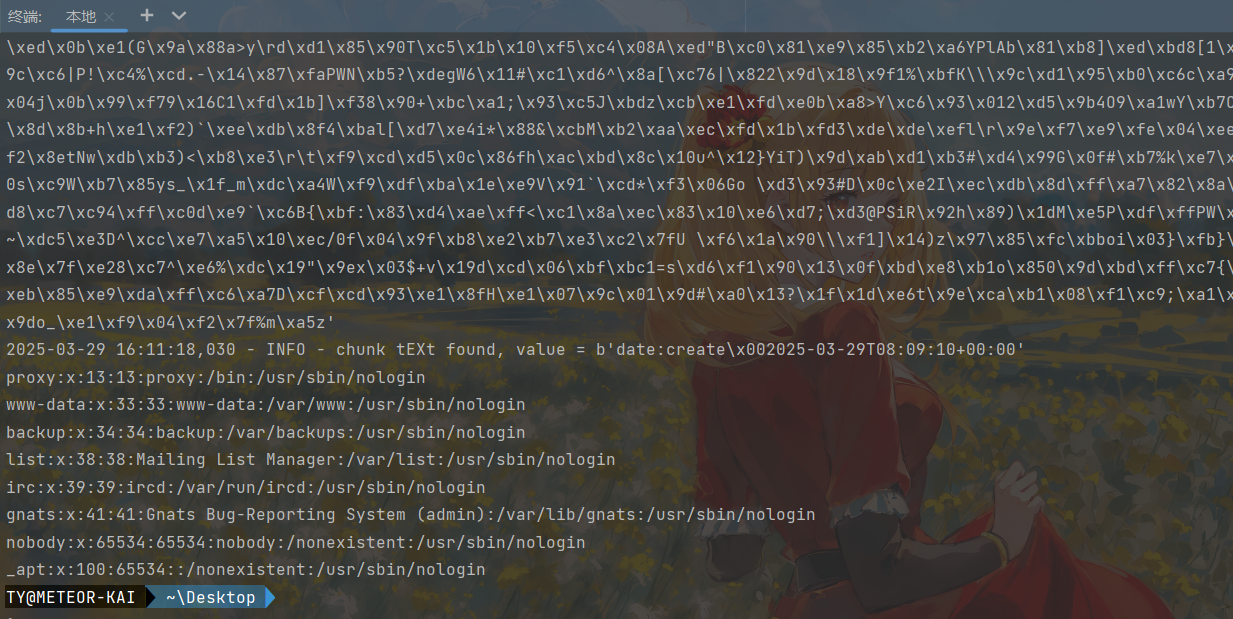 终端: 本地
\xed\x0b\xe1(G\x9a\x88a>y\rd\xd1\x85\x90T\xc5\x1b\x10\xf5\xc4\x08A\xed"B\xc0\x81\xe9\x85\xb2\xa6YPlAb\x81\xb8]\xed\xbd8[1\x
9c\xc6|P!\xc4%\xcd.-\x14\x87\xfaPWN\xb5?\xdegW6\x11#\xc1\xd6^\x8a[\xc76|\x822\x9d\x18\x9f1%\xbfK\\\x9c\xd1\x95\xb0\xc6c\xa9
x04j\x0b\x99\xf79\x16C1\xfd\x1b]\xf38\x90+\xbc\xa1;\x93\xc5J\xbdz\xcb\xe1\xfd\xe0b\xa8>Y\xc6\x93\x012\xd5\x9b4O9\xa1wY\xb7C
\x8d\x8b+h\xe1\xf2)`\xee\xdb\x8f4\xbal[\xd7\xe4i*\x88&\xcbM\xb2\xaa\xec\xfd\x1b\xfd3\xde\xde\xefl\r\x9e\xf7\xe9\xfe\x04\xee
f2\x8etNw\xdb\xb3)<\xb8\xe3\r\t\xf9\xcd\xd5\x0c\x86fh\xac\xbd\x8c\x10u^\x12}YiT)\x9d\xab\xd1\xb3#\xd4\x99G\x0f#\xb7%k\xe7\x
0s\xc9W\xb7\x85ys_\x1f_m\xdc\xa4W\xf9\xdf\xba\x1e\xe9V\x91`\xcd*\xf3\x06Go \xd3\x93#D\x0c\xe2I\xec\xdb\x8d\xff\xa7\x82\x8a\
d8\xc7\xc94\xff\xc0d\xe9`\xc6B{\xbf:\x83\xd4\xae\xff<\xc1\x8a\xec\x83\x10\xe6\xd7;\xd3@PSiR\x92h\x89)\x1dM\xe5P\xdf\xffPW\x
~\xdc5\xe3D^\xcc\xe7\xa5\x10\xec/0f\x04\x9f\xb8\xe2\xb7\xe3\xc2\x7fU \xf6\x1a\x90\\\xf1]\x14)z\x97\x85\xfc\xbboi\x03}\xfb}\
x8e\x7f\xe28\xc7^\xe6%\xdc\x19"\x9ex\x03$+v\x19d\xcd\x06\xbf\xbc1=s\xd6\xf1\x90\x13\x0f\xbd\xe8\xb1o\x850\x9d\xbd\xff\xc7{\
xeb\x85\xe9\xda\xff\xc6\xa7D\xcf\xcd\x93\xe1\x8fH\xe1\x07\x9c\x01\x9d#\xa0\x13?\x1f\x1d\xe6t\x9e\xca\xb1\x08\xf1\xc9;\xa1\x
x9do_\xe1\xf9\x04\xf2\x7f%m\xa5z'
2025-03-29 16:11:18,030 - INFO - chunk tEXt found, value = b'date:create\x002025-03-29T08:09:10+00:00'
proxy:x:13:13:proxy:/bin:/usr/sbin/nologin
www-data:x:33:33:www-data:/var/www:/usr/sbin/nologin
backup:x:34:34:backup:/var/backups:/usr/sbin/nologin
list:x:38:38:Mailing List Manager:/var/list:/usr/sbin/nologin
irc:x:39:39:ircd:/var/run/ircd:/usr/sbin/nologin
gnats:x:41:41:Gnats Bug-Reporting System (admin):/var/lib/gnats:/usr/sbin/nologin
nobody:x:65534:65534:nobody:/nonexistent:/usr/sbin/nologin
_apt:x:100:65534::/nonexistent:/usr/sbin/nologin
TY@METEOR-KAI ~\Desktop